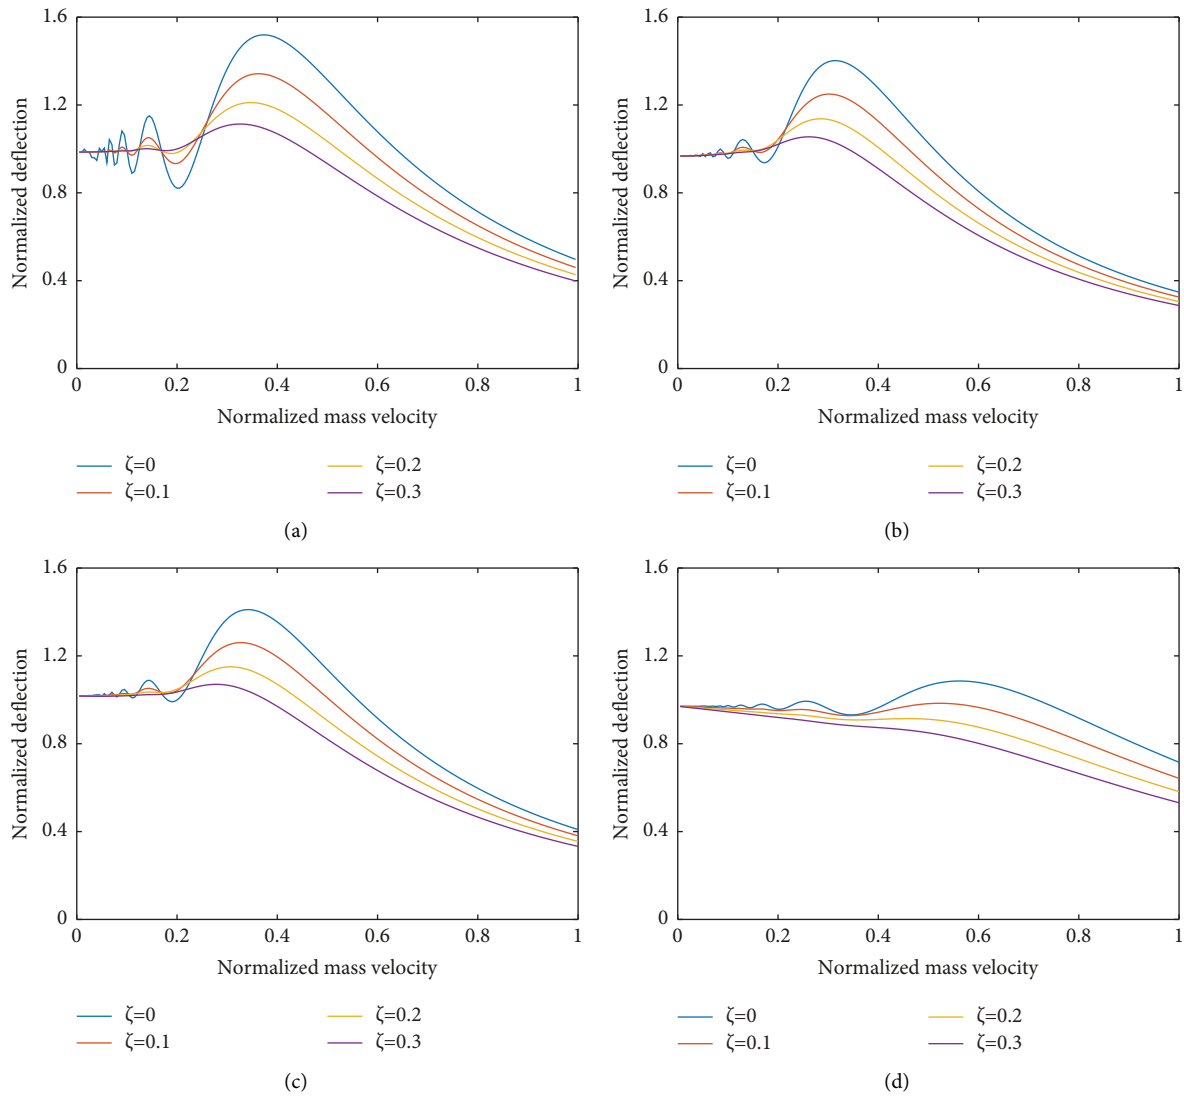 1.6
1.2
0.8
0.4
0
Normalized deflection
0 0.2 0.4 0.6 0.8 1
Normalized mass velocity
ζ=0 ζ=0.2
ζ=0.1 ζ=0.3
(a)
1.6
1.2
0.8
0.4
0
Normalized deflection
0 0.2 0.4 0.6 0.8 1
Normalized mass velocity
ζ=0 ζ=0.2
ζ=0.1 ζ=0.3
(b)
1.6
1.2
0.8
0.4
0
Normalized deflection
0 0.2 0.4 0.6 0.8 1
Normalized mass velocity
ζ=0 ζ=0.2
ζ=0.1 ζ=0.3
(c)
1.6
1.2
0.8
0.4
0
Normalized deflection
0 0.2 0.4 0.6 0.8 1
Normalized mass velocity
ζ=0 ζ=0.2
ζ=0.1 ζ=0.3
(d)